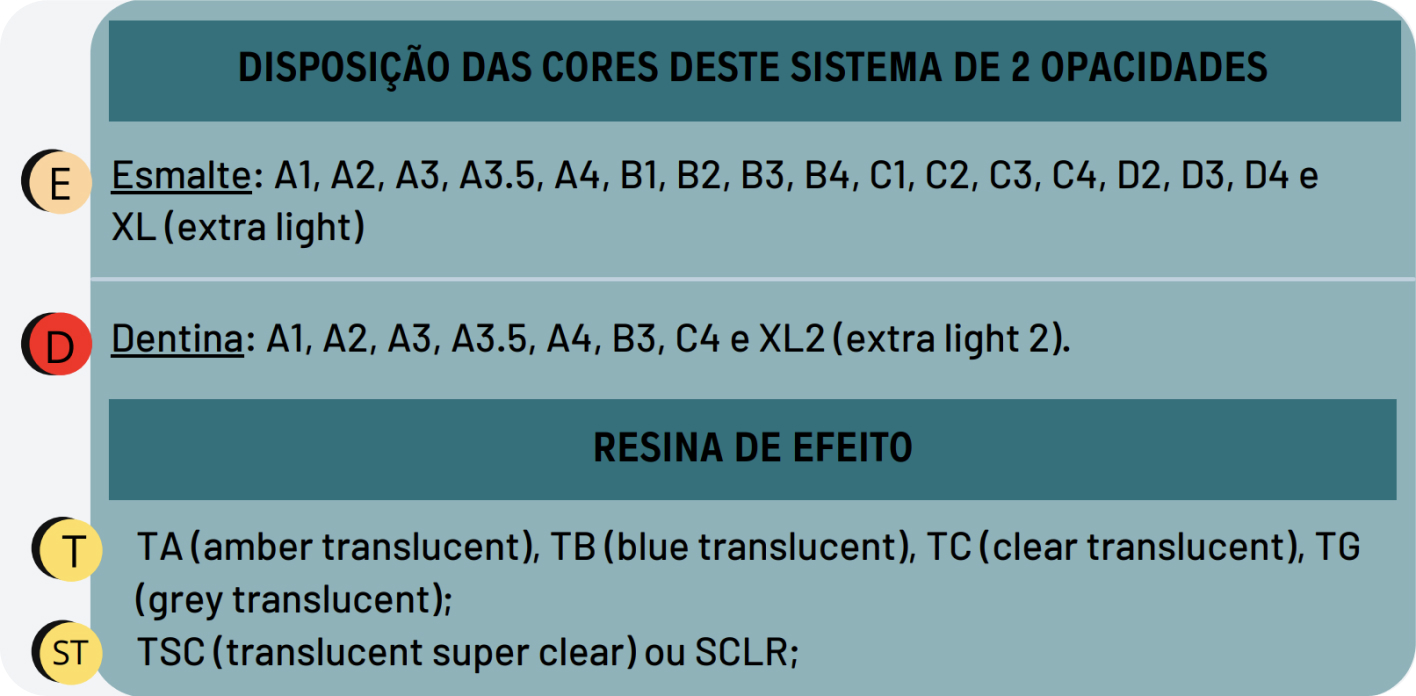 DISPOSIÇÃO DAS CORES DESTE SISTEMA DE 2 OPACIDADES
E
Esmalte: A1, A2, A3, A3.5, A4, B1, B2, B3, B4, C1, C2, C3, C4, D2, D3, D4 e
XL (extra light)
D
Dentina: A1, A2, A3, A3.5, A4, B3, C4 e XL2 (extra light 2).
RESINA DE EFEITO
T
TA (amber translucent), TB (blue translucent), TC (clear translucent), TG
(grey translucent);
ST
TSC (translucent super clear) ou SCLR;